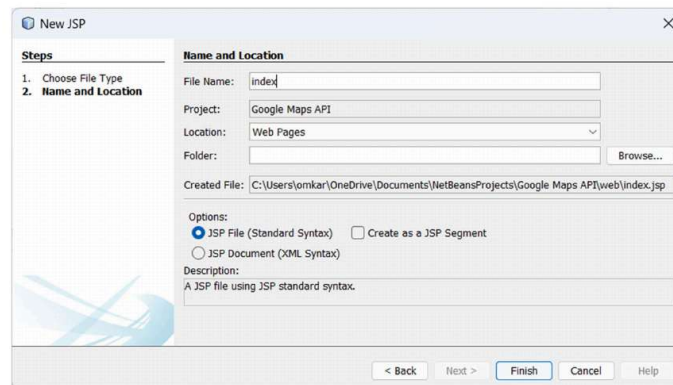 New JSP
Steps
1. Choose File Type
2. Name and Location
Name and Location
File Name: index
Project: Google Maps API
Location: Web Pages
Folder: Browse...
Created File: C:\Users\omkar\OneDrive\Documents\NetBeansProjects\Google Maps API\web\index.jsp
Options:
JSP File (Standard Syntax) Create as a JSP Segment
JSP Document (XML Syntax)
Description:
A JSP file using JSP standard syntax.
< Back Next > Finish Cancel Help